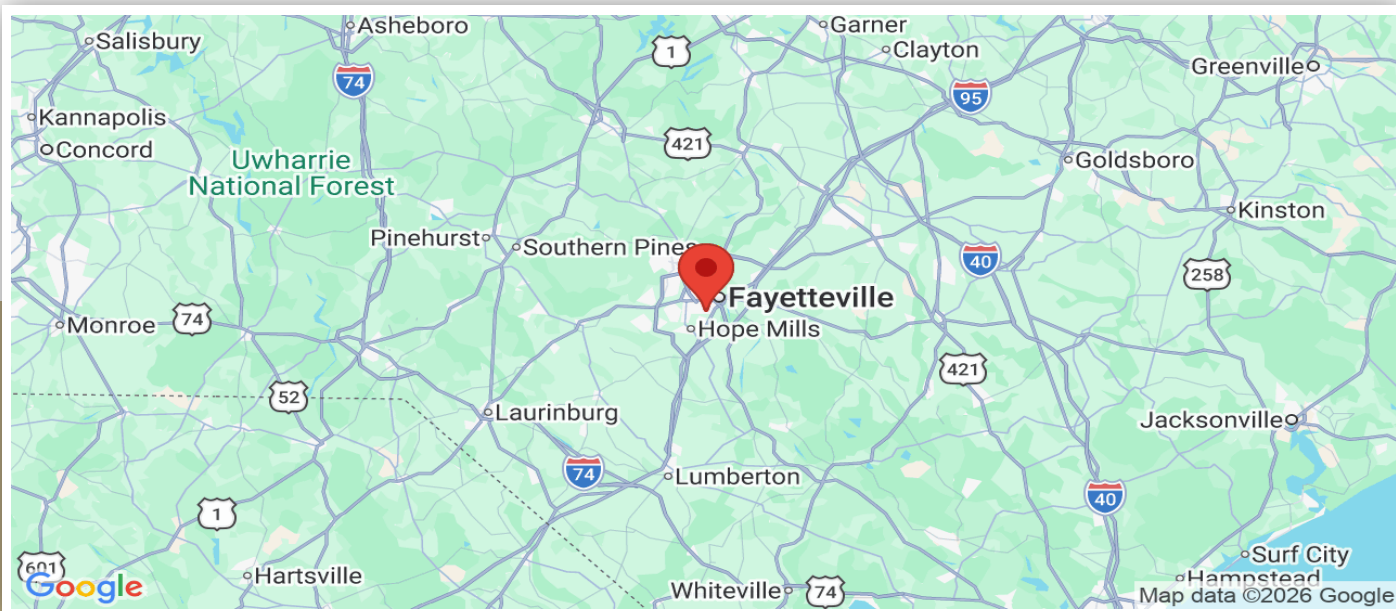 Asheboro
Garner
Salisbury
1
Clayton
Greenville
74
95
Kannapolis
421
Concord
Uwharrie
National Forest
Goldsboro
Kinston
Pinehurst
Southern Pines
40
258
Fayetteville
Monroe
74
Hope Mills
421
52
Laurinburg
Jacksonville
74
Lumberton
40
1
Surf City
601
Hartsville
Hampstead
Google
Whiteville
74
Map data ©2026 Google